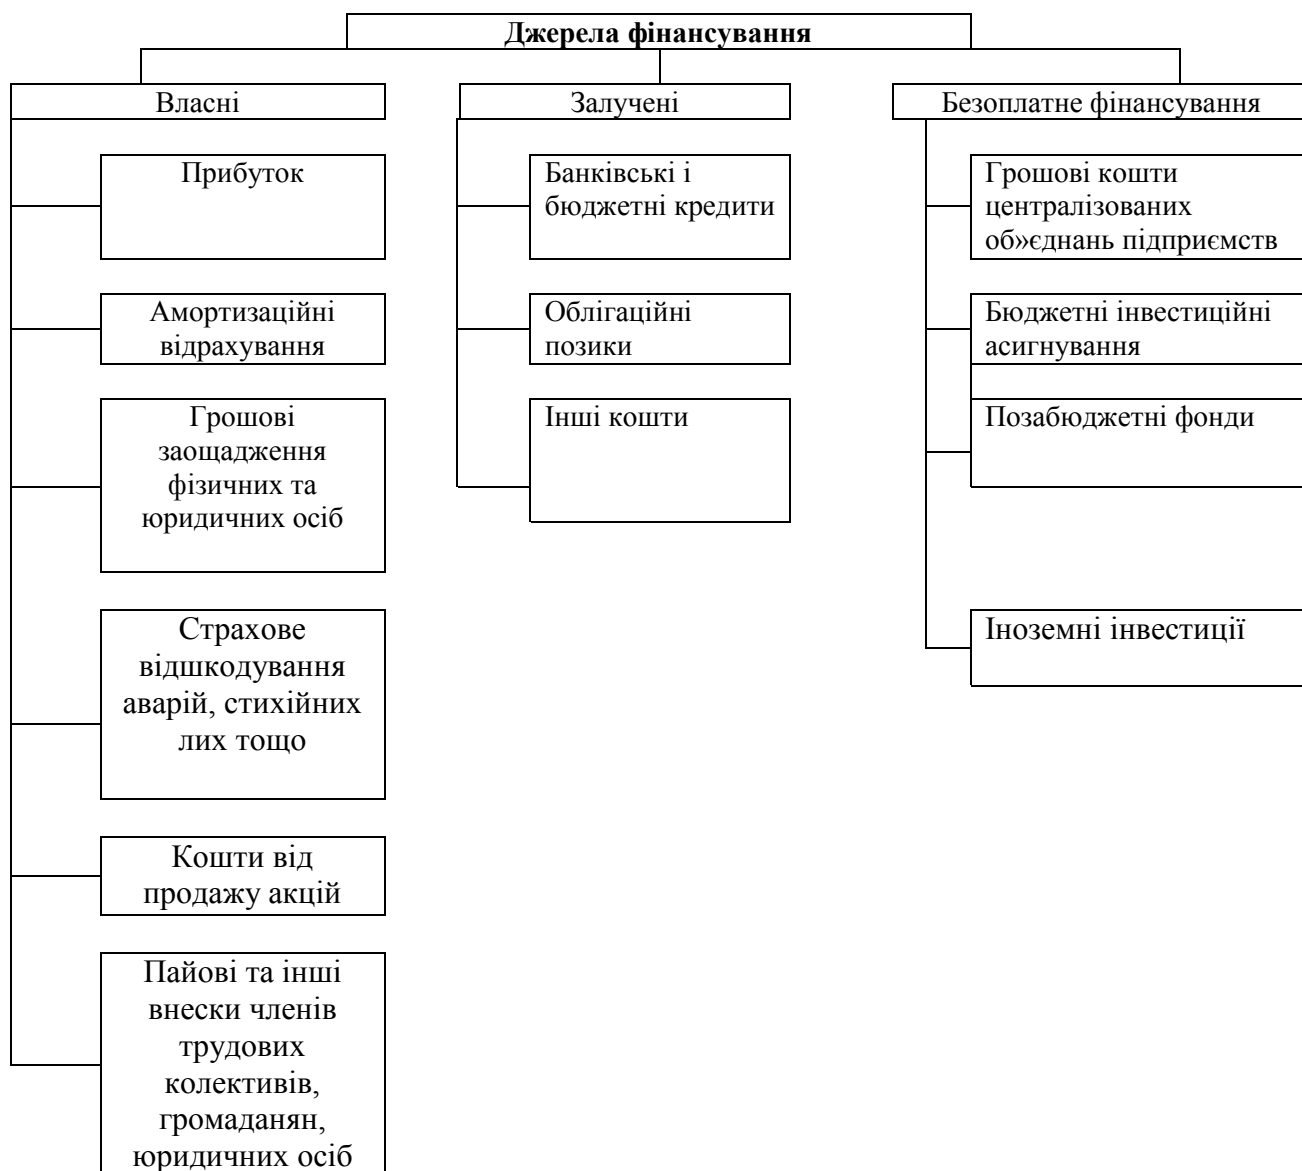 Джерела фінансування
Власні
Залучені
Безоплатне фінансування
Прибуток
Банківські і
бюджетні кредити
Грошові кошти
централізованих
об»єднань підприємств
Амортизаційні
відрахування
Облігаційні
позики
Бюджетні інвестиційні
асигнування
Грошові
заощадження
фізичних та
юридичних осіб
Інші кошти
Позабюджетні фонди
Страхове
відшкодування
аварій, стихійних
лих тощо
Іноземні інвестиції
Кошти від
продажу акцій
Пайові та інші
внески членів
трудових
колективів,
громаданян,
юридичних осіб